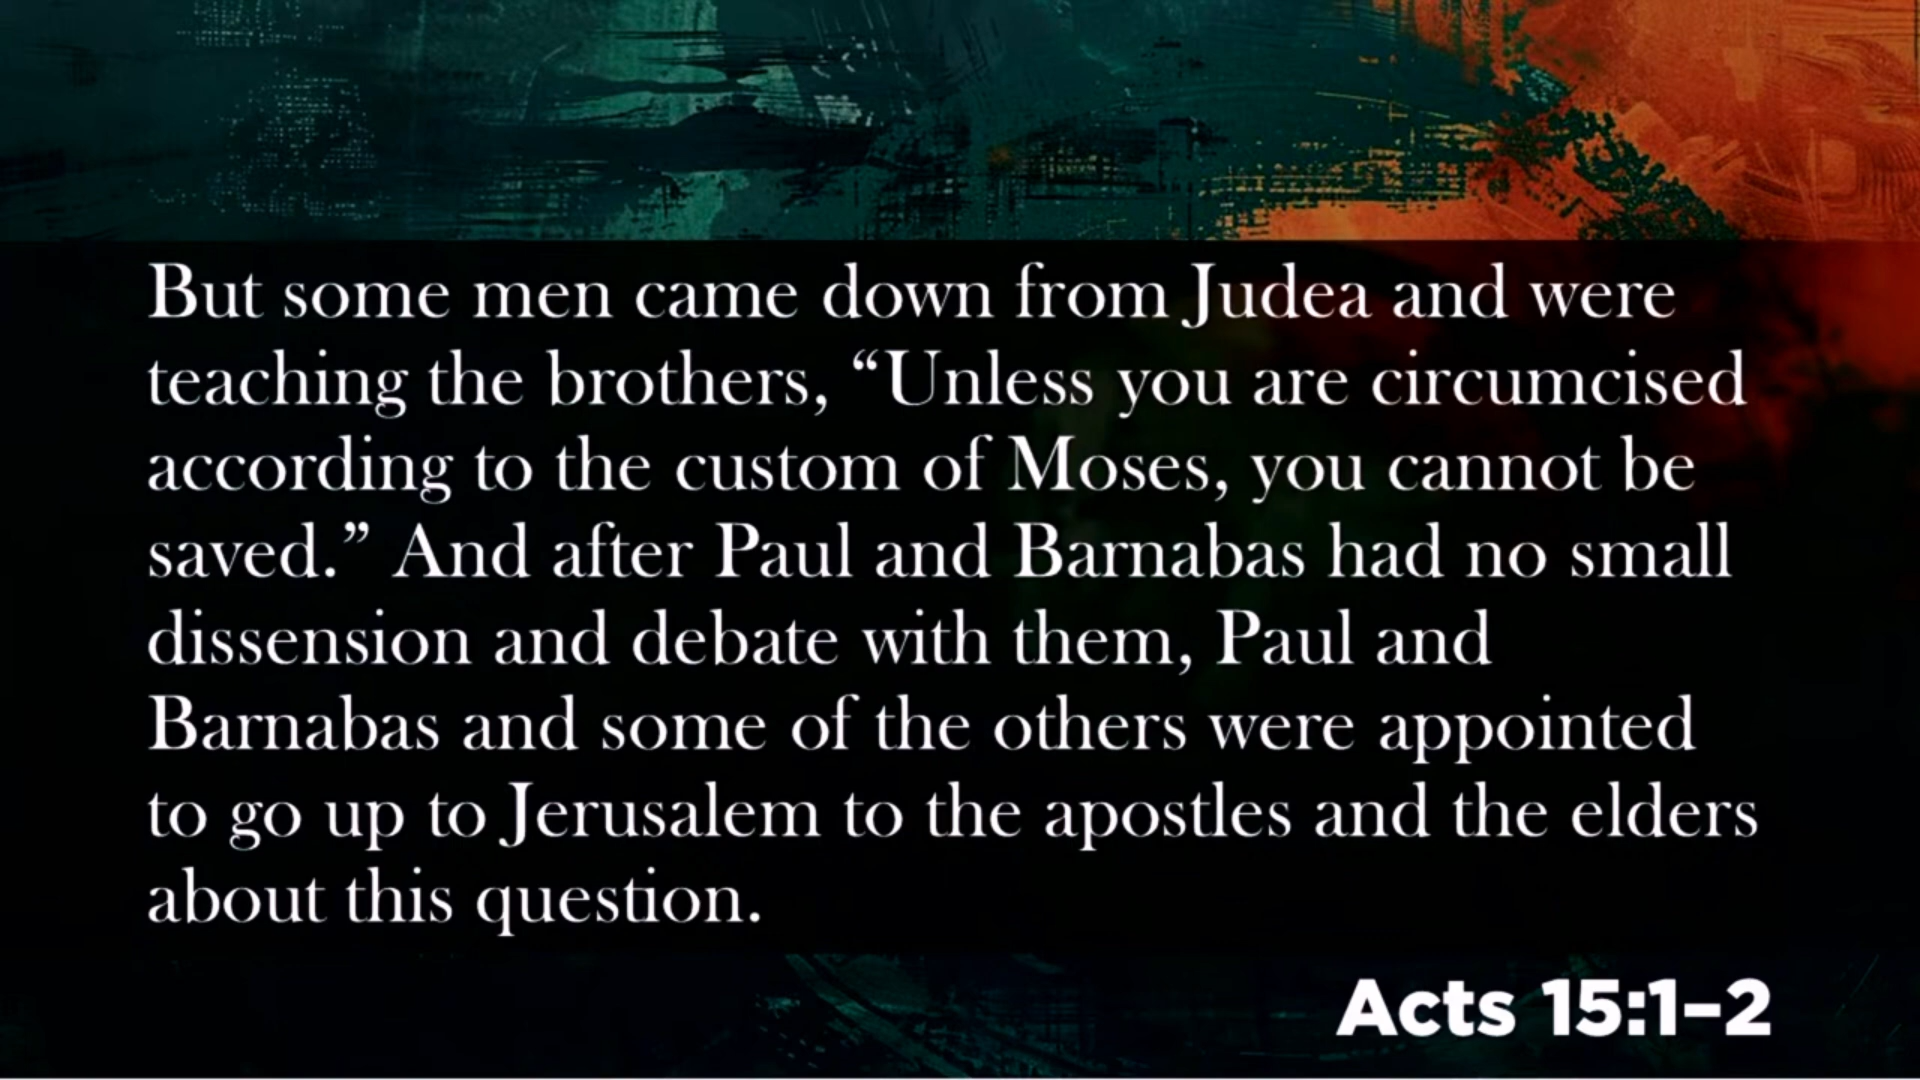 But some men came down from Judea and were
teaching the brothers, “Unless you are circumcised
according to the custom of Moses, you cannot be
saved.” And after Paul and Barnabas had no small
dissension and debate with them, Paul and
Barnabas and some of the others were appointed
to go up to Jerusalem to the apostles and the elders
about this question.
Acts 15:1–2